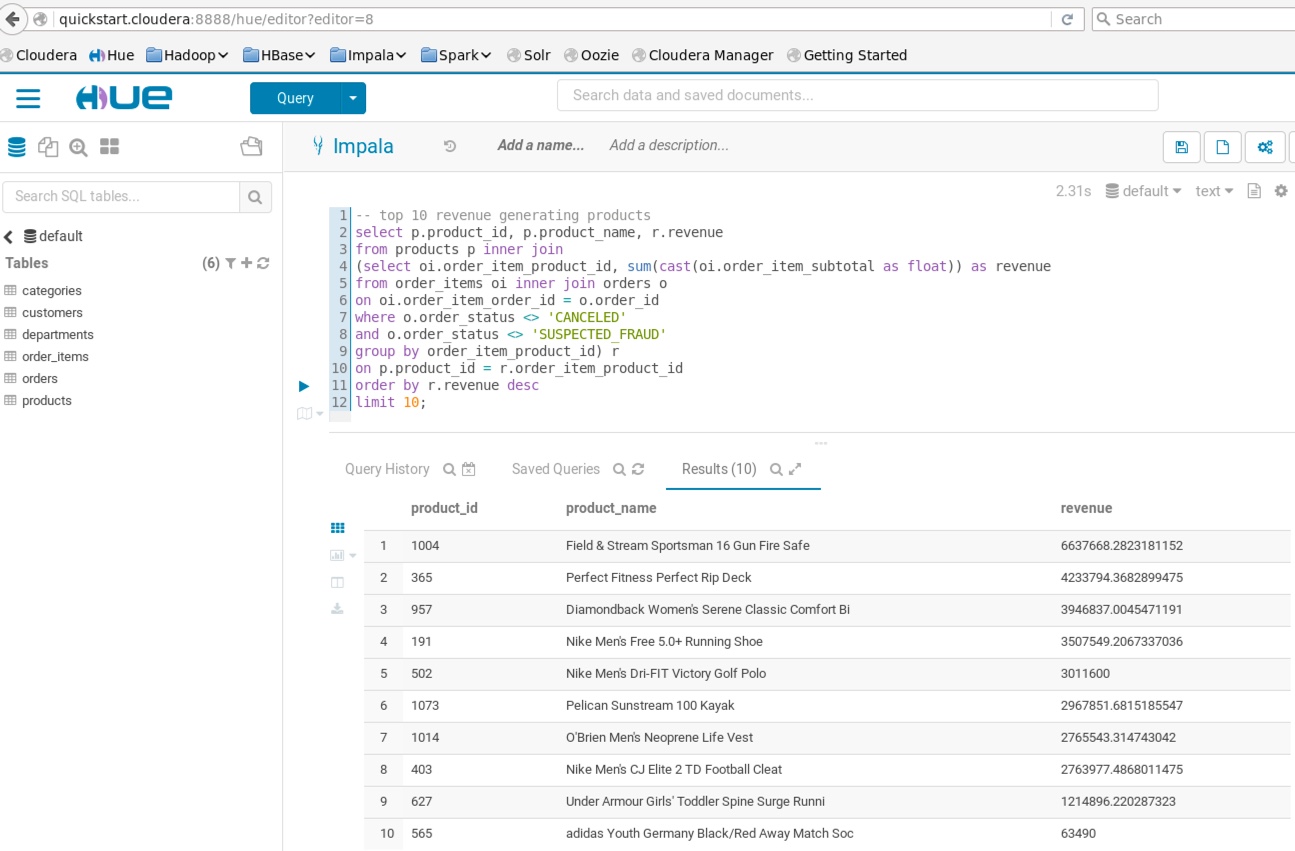 quickstart.cloudera:8888/hue/editor?editor=8
Search
Cloudera Hue Hadoop HBase Impala Spark Solr Oozie Cloudera Manager Getting Started
HUE
Query
Search data and saved documents...
Impala
Add a name...
Add a description...
Search SQL tables...
default
Tables
(6)
categories
customers
departments
order_items
orders
products
2.31s default text
1 -- top 10 revenue generating products
2 select p.product_id, p.product_name, r.revenue
3 from products p inner join
4 (select oi.order_item_product_id, sum(cast(oi.order_item_subtotal as float)) as revenue
5 from order_items oi inner join orders o
6 on oi.order_item_order_id = o.order_id
7 where o.order_status <> 'CANCELED'
8 and o.order_status <> 'SUSPECTED_FRAUD'
9 group by order_item_product_id) r
10 on p.product_id = r.order_item_product_id
11 order by r.revenue desc
12 limit 10;
Query History Saved Queries Results (10)
product_id product_name revenue
1 1004 Field & Stream Sportsman 16 Gun Fire Safe 6637668.2823181152
2 365 Perfect Fitness Perfect Rip Deck 4233794.3682899475
3 957 Diamondback Women's Serene Classic Comfort Bi 3946837.0045471191
4 191 Nike Men's Free 5.0+ Running Shoe 3507549.2067337036
5 502 Nike Men's Dri-FIT Victory Golf Polo 3011600
6 1073 Pelican Sunstream 100 Kayak 2967851.6815185547
7 1014 O'Brien Men's Neoprene Life Vest 2765543.314743042
8 403 Nike Men's CJ Elite 2 TD Football Cleat 2763977.4868011475
9 627 Under Armour Girls' Toddler Spine Surge Runni 1214896.220287323
10 565 adidas Youth Germany Black/Red Away Match Soc 63490